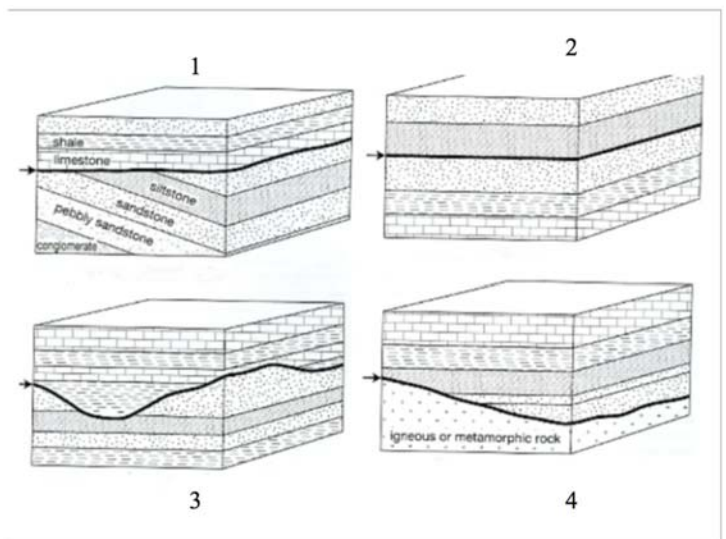 1
2
shale
limestone
siltstone
sandstone
pebbly sandstone
conglomerate
igneous or metamorphic rock
3
4